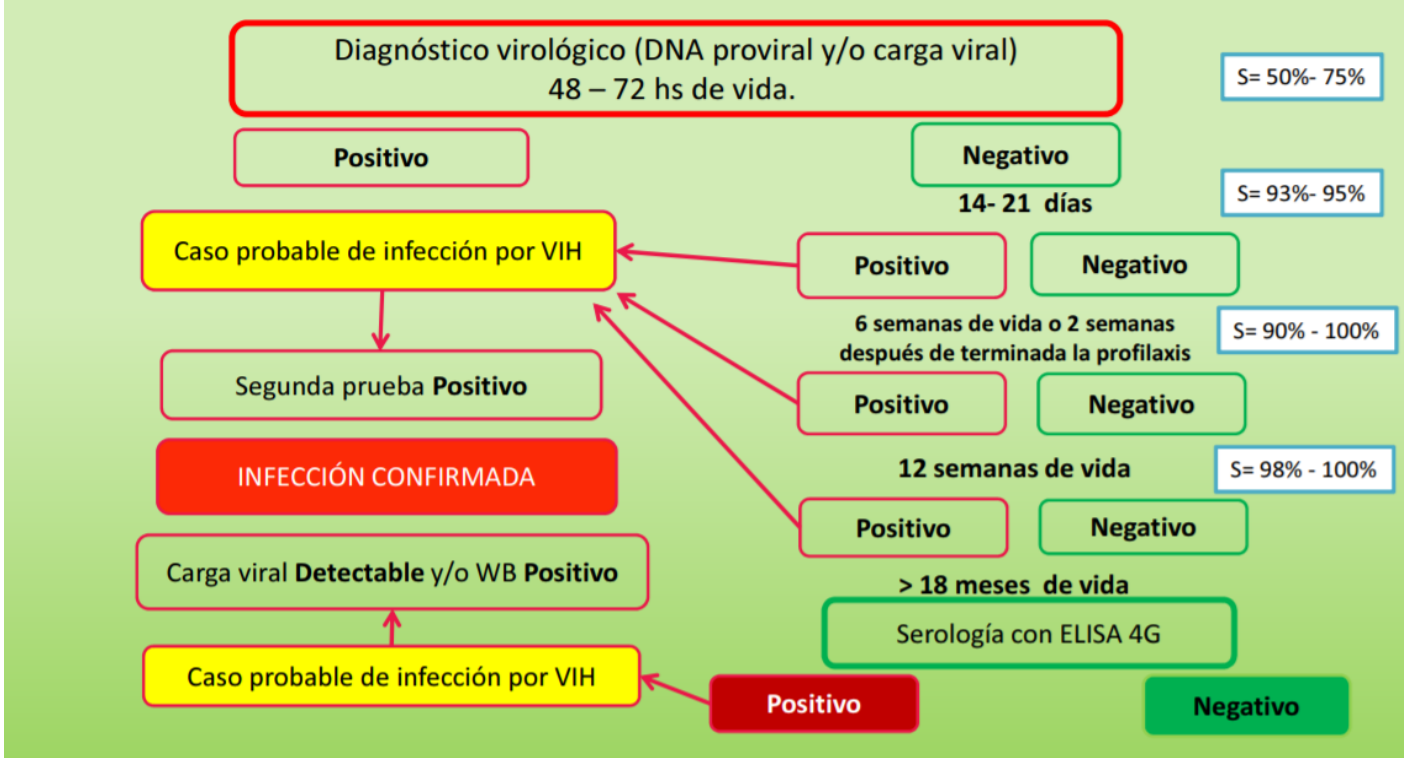 Diagnóstico virológico (DNA proviral y/o carga viral)
48 – 72 hs de vida.
S= 50%- 75%
Positivo
Negativo
14- 21 días
S= 93%- 95%
Caso probable de infección por VIH
Positivo
Negativo
6 semanas de vida o 2 semanas
después de terminada la profilaxis
S= 90% - 100%
Segunda prueba Positivo
Positivo
Negativo
INFECCIÓN CONFIRMADA
12 semanas de vida
S= 98% - 100%
Positivo
Negativo
Carga viral Detectable y/o WB Positivo
> 18 meses de vida
Serología con ELISA 4G
Caso probable de infección por VIH
Positivo
Negativo